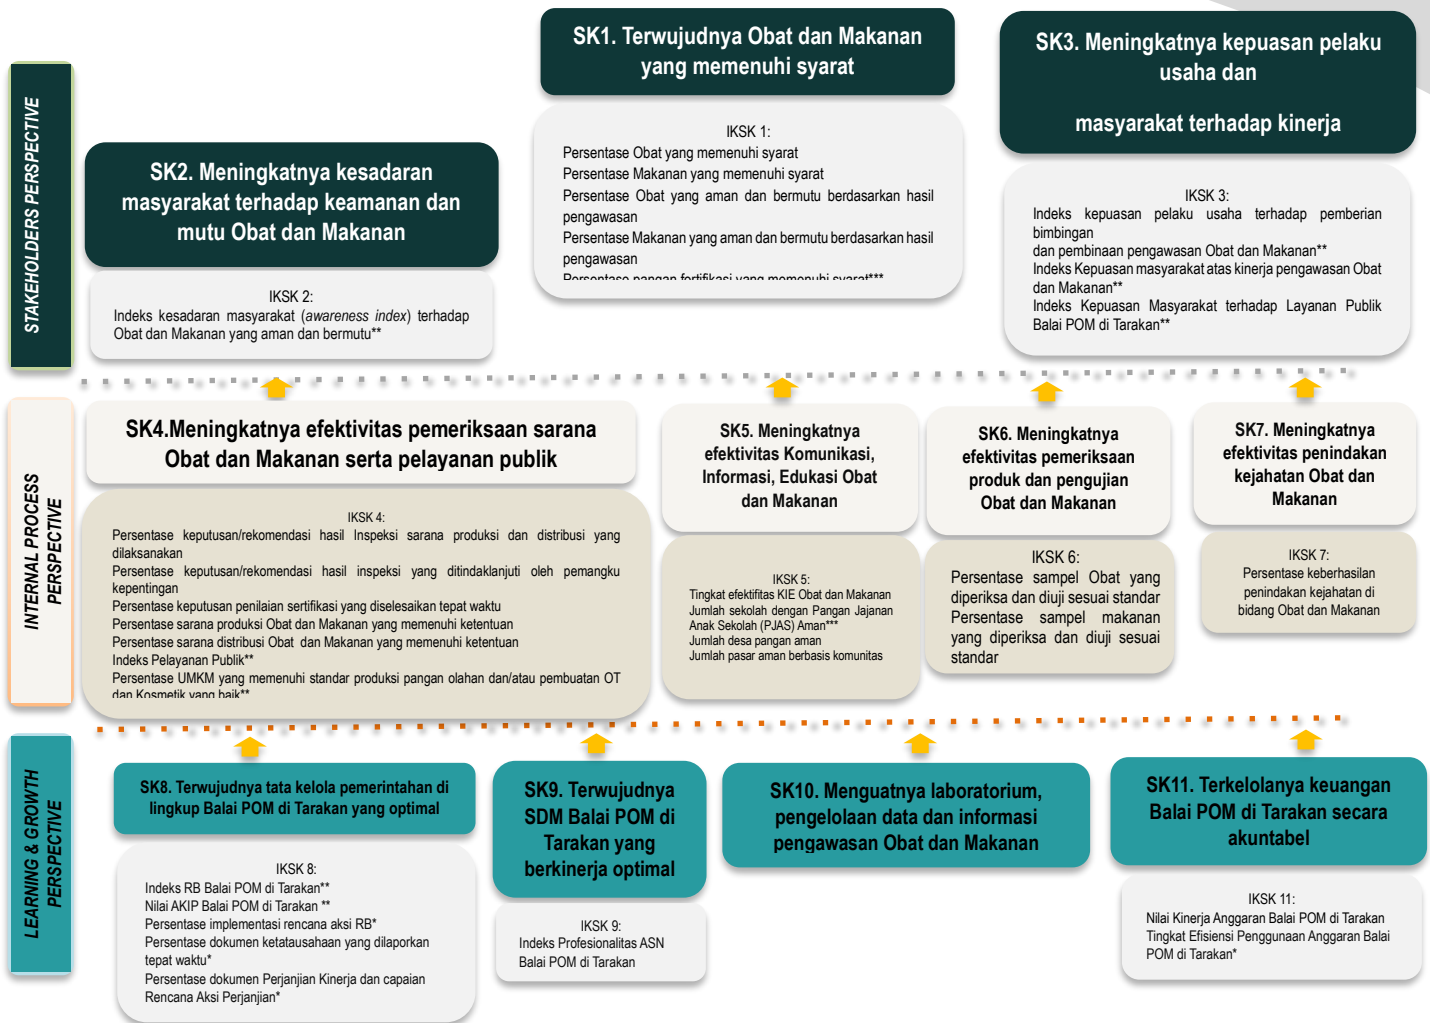 STAKEHOLDERS PERSPECTIVE
SK1. Terwujudnya Obat dan Makanan
yang memenuhi syarat
IKSK 1:
Persentase Obat yang memenuhi syarat
Persentase Makanan yang memenuhi syarat
Persentase Obat yang aman dan bermutu berdasarkan hasil
pengawasan
Persentase Makanan yang aman dan bermutu berdasarkan hasil
pengawasan
Persentase pangan fortifikasi yang memenuhi syarat***
SK2. Meningkatnya kesadaran
masyarakat terhadap keamanan dan
mutu Obat dan Makanan
IKSK 2:
Indeks kesadaran masyarakat (awareness index) terhadap
Obat dan Makanan yang aman dan bermutu**
SK3. Meningkatnya kepuasan pelaku
usaha dan
masyarakat terhadap kinerja
IKSK 3:
Indeks kepuasan pelaku usaha terhadap pemberian
bimbingan
dan pembinaan pengawasan Obat dan Makanan**
Indeks Kepuasan masyarakat atas kinerja pengawasan Obat
dan Makanan**
Indeks Kepuasan Masyarakat terhadap Layanan Publik
Balai POM di Tarakan**
INTERNAL PROCESS
PERSPECTIVE
SK4.Meningkatnya efektivitas pemeriksaan sarana
Obat dan Makanan serta pelayanan publik
IKSK 4:
Persentase keputusan/rekomendasi hasil Inspeksi sarana produksi dan distribusi yang
dilaksanakan
Persentase keputusan/rekomendasi hasil inspeksi yang ditindaklanjuti oleh pemangku
kepentingan
Persentase keputusan penilaian sertifikasi yang diselesaikan tepat waktu
Persentase sarana produksi Obat dan Makanan yang memenuhi ketentuan
Persentase sarana distribusi Obat dan Makanan yang memenuhi ketentuan
Indeks Pelayanan Publik**
Persentase UMKM yang memenuhi standar produksi pangan olahan dan/atau pembuatan OT
dan Kosmetik yang baik**
SK5. Meningkatnya
efektivitas Komunikasi,
Informasi, Edukasi Obat
dan Makanan
IKSK 5:
Tingkat efektifitas KIE Obat dan Makanan
Jumlah sekolah dengan Pangan Jajanan
Anak Sekolah (PJAS) Aman***
Jumlah desa pangan aman
Jumlah pasar aman berbasis komunitas
SK6. Meningkatnya
efektivitas pemeriksaan
produk dan pengujian
Obat dan Makanan
IKSK 6:
Persentase sampel Obat yang
diperiksa dan diuji sesuai standar
Persentase sampel makanan
yang diperiksa dan diuji sesuai
standar
SK7. Meningkatnya
efektivitas penindakan
kejahatan Obat dan
Makanan
IKSK 7:
Persentase keberhasilan
penindakan kejahatan di
bidang Obat dan Makanan
LEARNING & GROWTH
PERSPECTIVE
SK8. Terwujudnya tata kelola pemerintahan di
lingkup Balai POM di Tarakan yang optimal
IKSK 8:
Indeks RB Balai POM di Tarakan**
Nilai AKIP Balai POM di Tarakan **
Persentase implementasi rencana aksi RB*
Persentase dokumen ketatausahaan yang dilaporkan
tepat waktu*
Persentase dokumen Perjanjian Kinerja dan capaian
Rencana Aksi Perjanjian*
SK9. Terwujudnya
SDM Balai POM di
Tarakan yang
berkinerja optimal
IKSK 9:
Indeks Profesionalitas ASN
Balai POM di Tarakan
SK10. Menguatnya laboratorium,
pengelolaan data dan informasi
pengawasan Obat dan Makanan
SK11. Terkelolanya keuangan
Balai POM di Tarakan secara
akuntabel
IKSK 11:
Nilai Kinerja Anggaran Balai POM di Tarakan
Tingkat Efisiensi Penggunaan Anggaran Balai
POM di Tarakan*